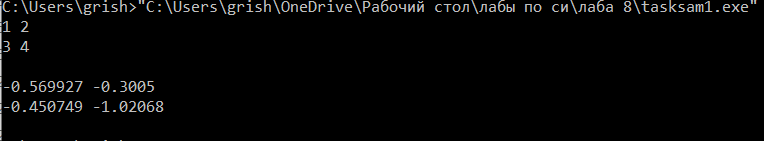 C:\Users\grish>"C:\Users\grish\OneDrive\Рабочий стол\лабы по си\лаба 8\tasksam1.exe"
1 2
3 4
-0.569927 -0.3005
-0.450749 -1.02068